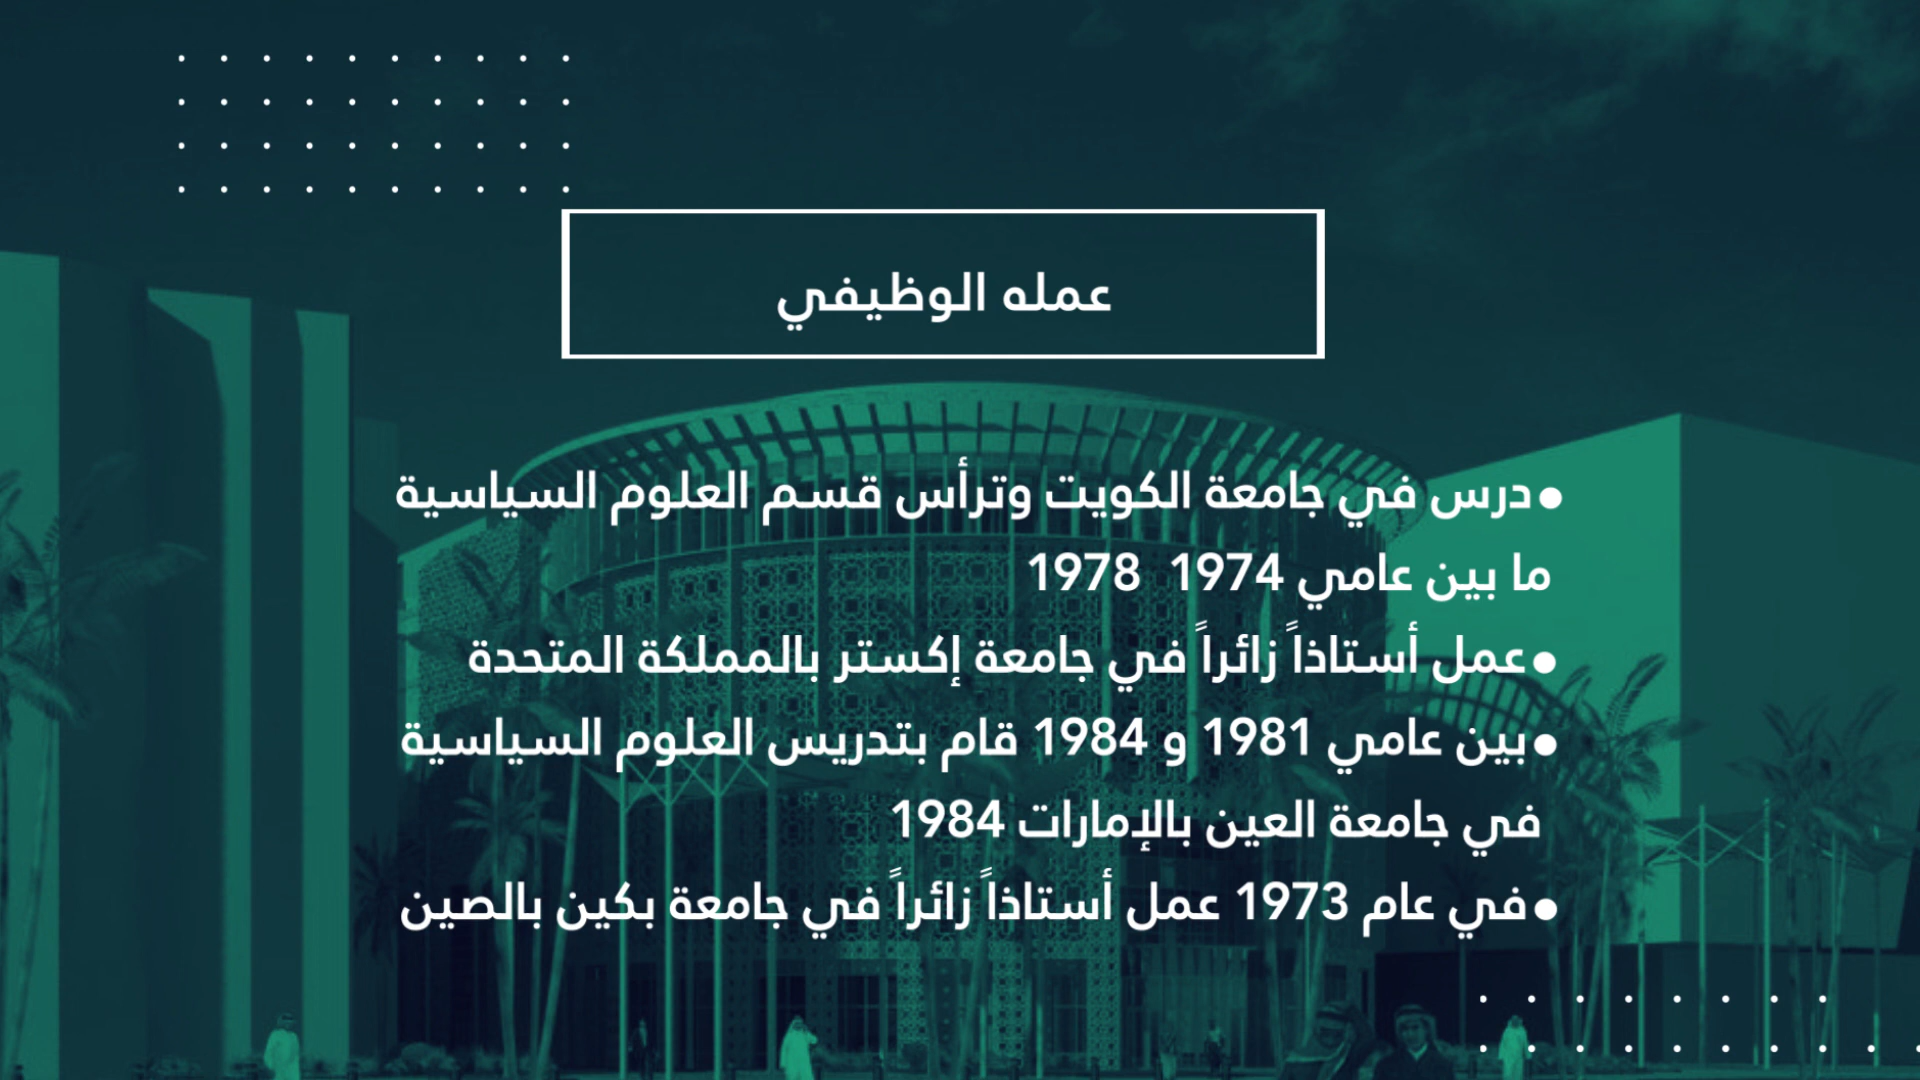 عمله الوظيفي
•درس في جامعة الكويت وترأس قسم العلوم السياسية
ما بين عامي 1974 1978
•عمل أستاذاً زائراً في جامعة إكستر بالمملكة المتحدة
•بين عامي 1981 و 1984 قام بتدريس العلوم السياسية
في جامعة العين بالإمارات 1984
•في عام 1973 عمل أستاذاً زائراً في جامعة بكين بالصين